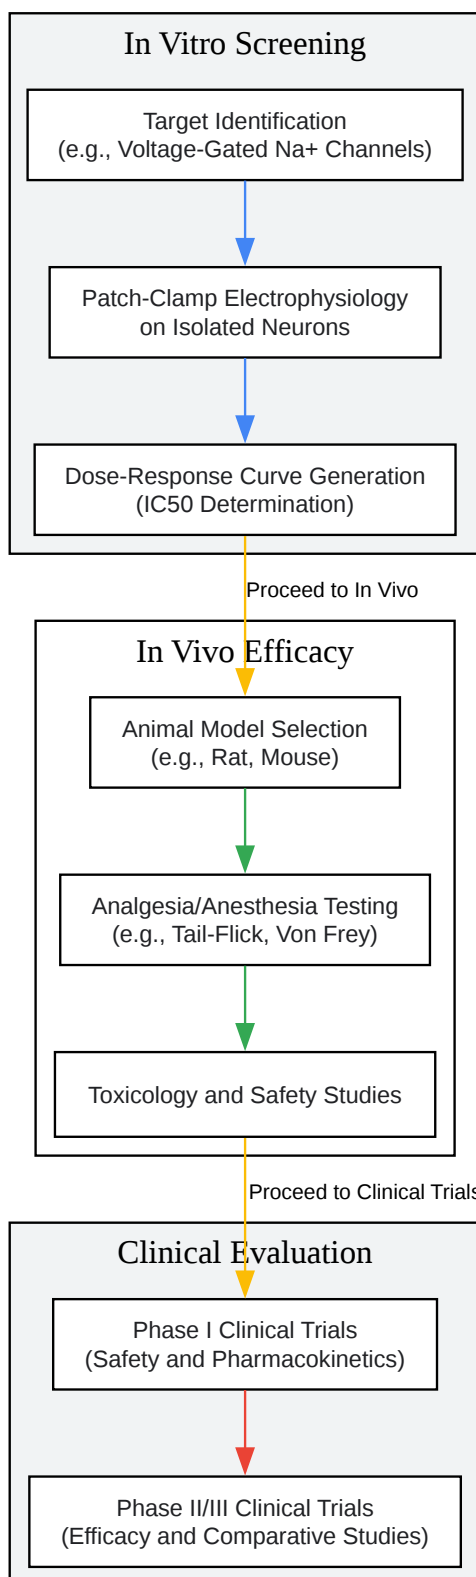 In Vitro Screening
Target Identification
(e.g., Voltage-Gated Na+ Channels)
Patch-Clamp Electrophysiology
on Isolated Neurons
Dose-Response Curve Generation
(IC50 Determination)
Proceed to In Vivo
In Vivo Efficacy
Animal Model Selection
(e.g., Rat, Mouse)
Analgesia/Anesthesia Testing
(e.g., Tail-Flick, Von Frey)
Toxicology and Safety Studies
Proceed to Clinical Trials
Clinical Evaluation
Phase I Clinical Trials
(Safety and Pharmacokinetics)
Phase II/III Clinical Trials
(Efficacy and Comparative Studies)